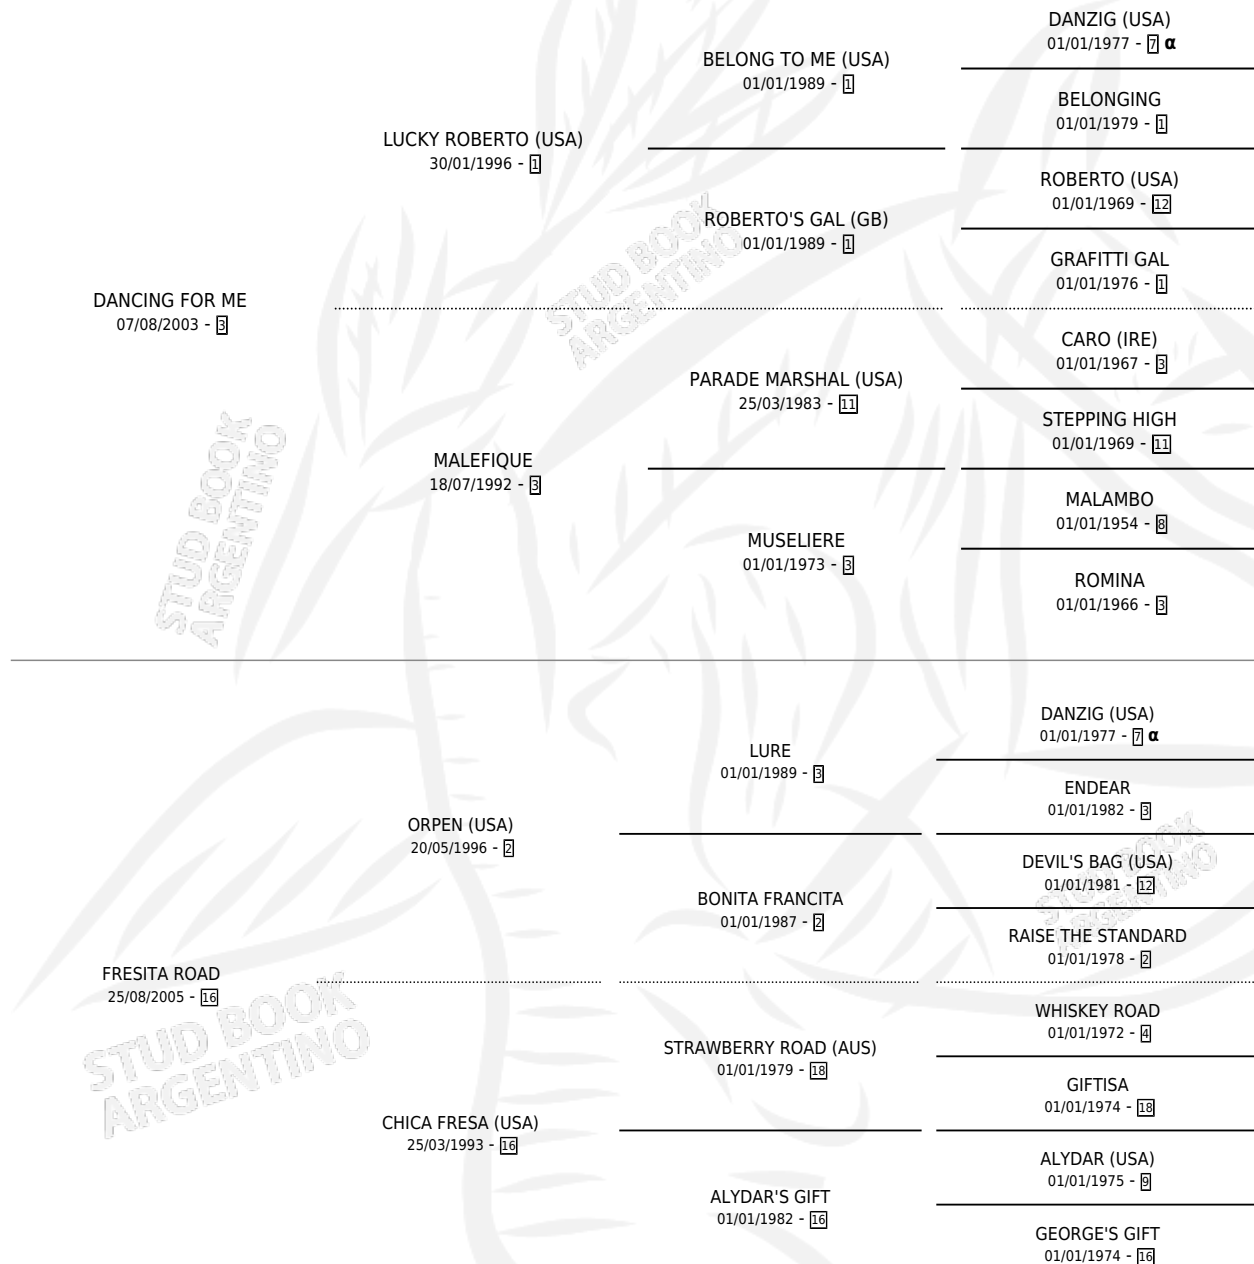 DANZIG (USA)
01/01/1977 - 7 α
BELONG TO ME (USA)
01/01/1989 - 1
BELONGING
01/01/1979 - 1
LUCKY ROBERTO (USA)
30/01/1996 - 1
ROBERTO (USA)
01/01/1969 - 12
ROBERTO'S GAL (GB)
01/01/1989 - 1
GRAFITTI GAL
01/01/1976 - 1
DANCING FOR ME
07/08/2003 - 3
CARO (IRE)
01/01/1967 - 3
PARADE MARSHAL (USA)
25/03/1983 - 11
STEPPING HIGH
01/01/1969 - 11
MALEFIQUE
18/07/1992 - 3
MALAMBO
01/01/1954 - 8
MUSELIERE
01/01/1973 - 3
ROMINA
01/01/1966 - 3
STUD BOOK
ARGENTINO
STUD BOOK
ARGENTINO
DANZIG (USA)
01/01/1977 - 7 α
LURE
01/01/1989 - 3
ENDEAR
01/01/1982 - 3
ORPEN (USA)
20/05/1996 - 2
DEVIL'S BAG (USA)
01/01/1981 - 12
BONITA FRANCITA
01/01/1987 - 2
RAISE THE STANDARD
01/01/1978 - 2
FRESITA ROAD
25/08/2005 - 16
WHISKEY ROAD
01/01/1972 - 4
STRAWBERRY ROAD (AUS)
01/01/1979 - 18
GIFTISA
01/01/1974 - 18
CHICA FRESA (USA)
25/03/1993 - 16
ALYDAR (USA)
01/01/1975 - 9
ALYDAR'S GIFT
01/01/1982 - 16
GEORGE'S GIFT
01/01/1974 - 16
STUD BOOK
ARGENTINO
STUD BOOK
ARGENTINO